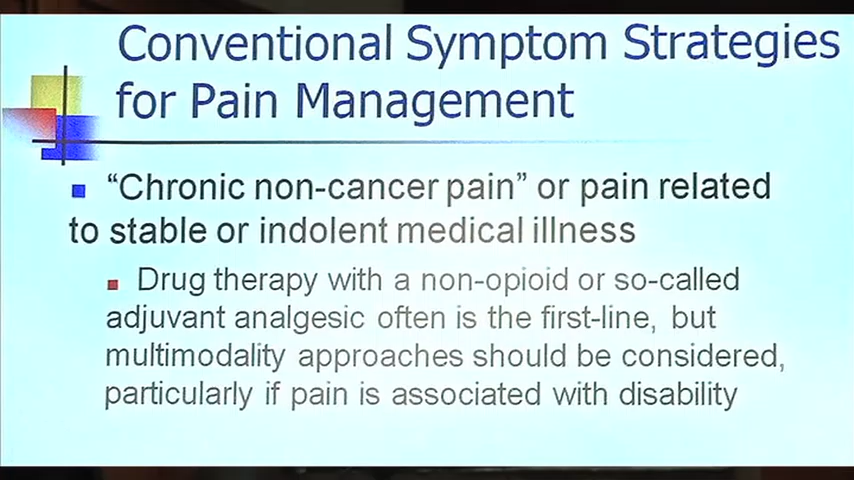 Conventional Symptom Strategies
for Pain Management
“Chronic non-cancer pain” or pain related
to stable or indolent medical illness
Drug therapy with a non-opioid or so-called
adjuvant analgesic often is the first-line, but
multimodality approaches should be considered,
particularly if pain is associated with disability